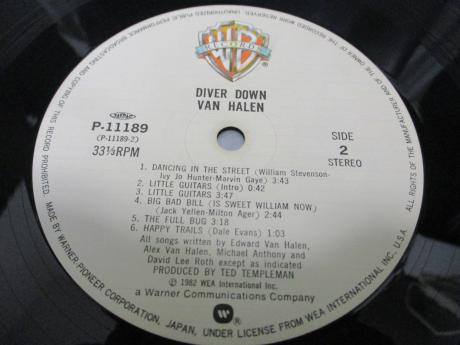 WB
RECORDS
DIVER DOWN
VAN HALEN
P-11189
(P-11189-2)
33⅓RPM
SIDE
2
STEREO
1. DANCING IN THE STREET (William Stevenson-
Ivy Jo Hunter-Marvin Gaye) 3:43
2. LITTLE GUITARS (Intro) 0:42
3. LITTLE GUITARS 3:47
4. BIG BAD BILL (IS SWEET WILLIAM NOW)
(Jack Yellen-Milton Ager) 2:44
5. THE FULL BUG 3:18
6. HAPPY TRAILS (Dale Evans) 1:03
All songs written by Edward Van Halen,
Alex Van Halen, Michael Anthony and
David Lee Roth except as indicated
PRODUCED BY TED TEMPLEMAN
© 1982 WEA International Inc.
a Warner Communications Company
MADE BY WARNER-PIONEER CORPORATION, JAPAN, UNDER LICENSE FROM WEA INTERNATIONAL INC. U.S.A.
ALL RIGHTS OF THE MANUFACTURER AND OF THE OWNER OF THE RECORDED WORK RESERVED. UNAUTHORIZED PUBLIC PERFORMANCE, BROADCASTING AND COPYING OF THIS RECORD PROHIBITED.